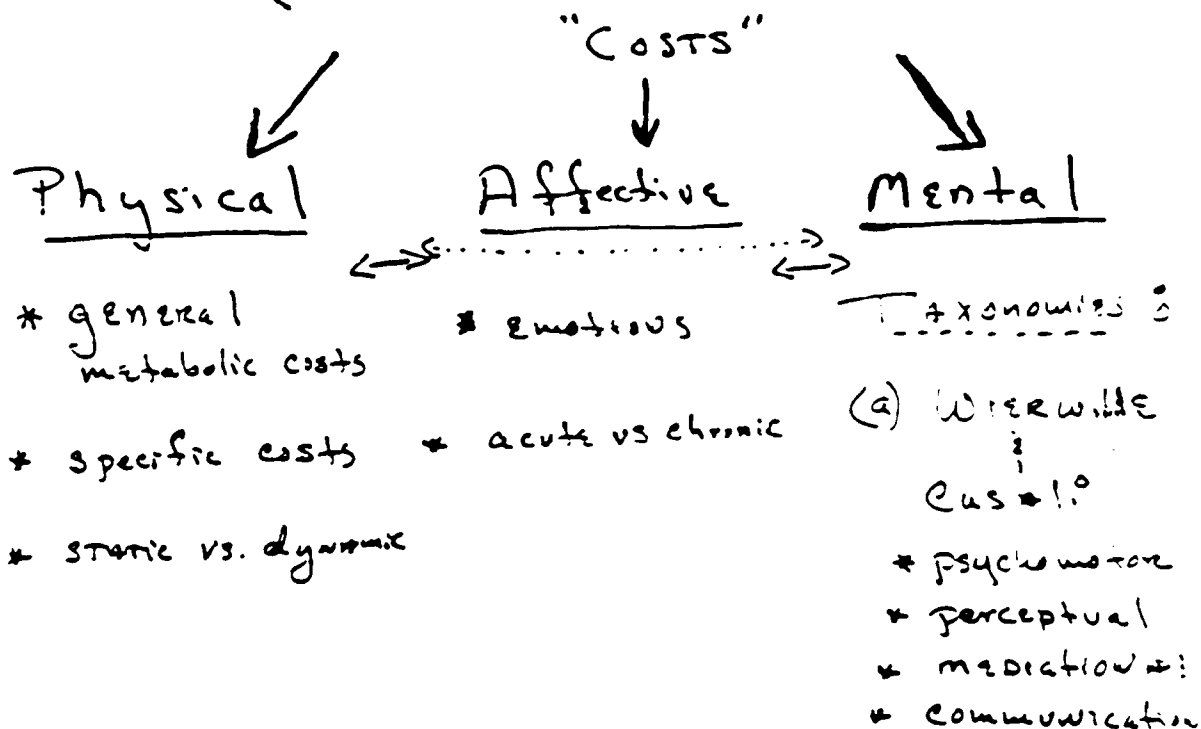 "COSTS"
Physical
Affective
Mental
* general
metabolic costs
* specific costs
* static vs. dynamic
* emotions
* acute vs chronic
Taxonomies:
(a) Wierwille
&
* psychomotor
* perceptual
* communication